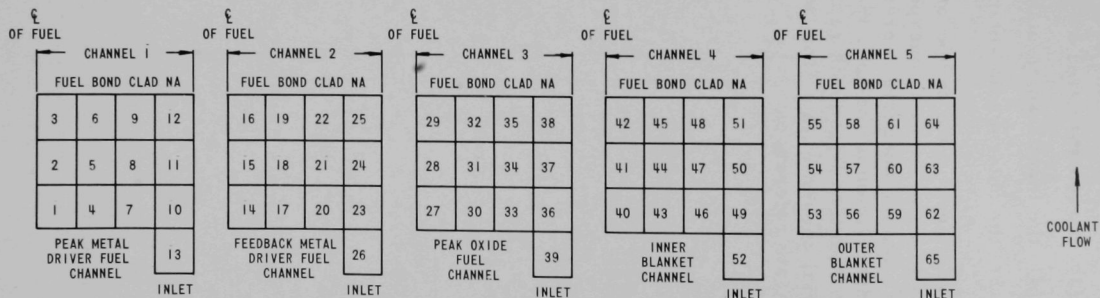 ℄ ℄ ℄ ℄ ℄
OF FUEL OF FUEL OF FUEL OF FUEL OF FUEL
CHANNEL 1 CHANNEL 2 CHANNEL 3 CHANNEL 4 CHANNEL 5
FUEL BOND CLAD NA FUEL BOND CLAD NA FUEL BOND CLAD NA FUEL BOND CLAD NA FUEL BOND CLAD NA
3 6 9 12 16 19 22 25 29 32 35 38 42 45 48 51 55 58 61 64
2 5 8 11 15 18 21 24 28 31 34 37 41 44 47 50 54 57 60 63
1 4 7 10 14 17 20 23 27 30 33 36 40 43 46 49 53 56 59 62
PEAK METAL
DRIVER FUEL
CHANNEL
13
INLET
FEEDBACK METAL
DRIVER FUEL
CHANNEL
26
INLET
PEAK OXIDE
FUEL
CHANNEL
39
INLET
INNER
BLANKET
CHANNEL
52
INLET
OUTER
BLANKET
CHANNEL
65
INLET
COOLANT
FLOW